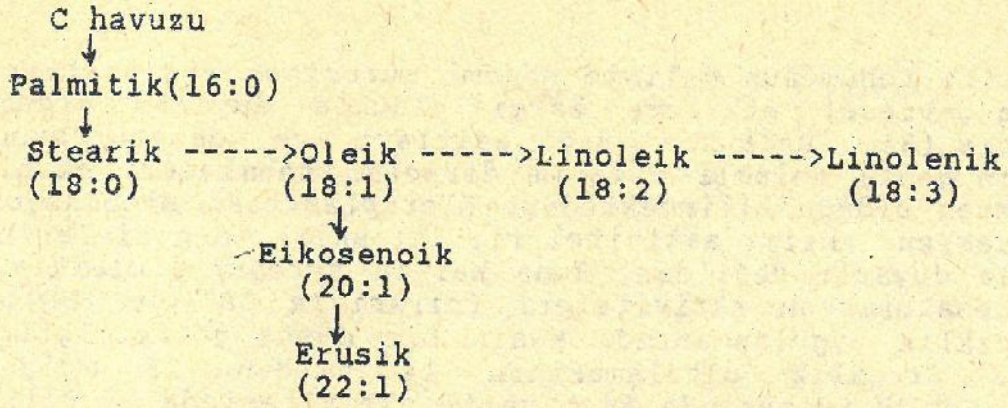 C havuzu
Palmitik(16:0)
Stearik ----->Oleik ----->Linoleik ----->Linolenik
(18:0) (18:1) (18:2) (18:3)
Eikosenoik
(20:1)
Erusik
(22:1)